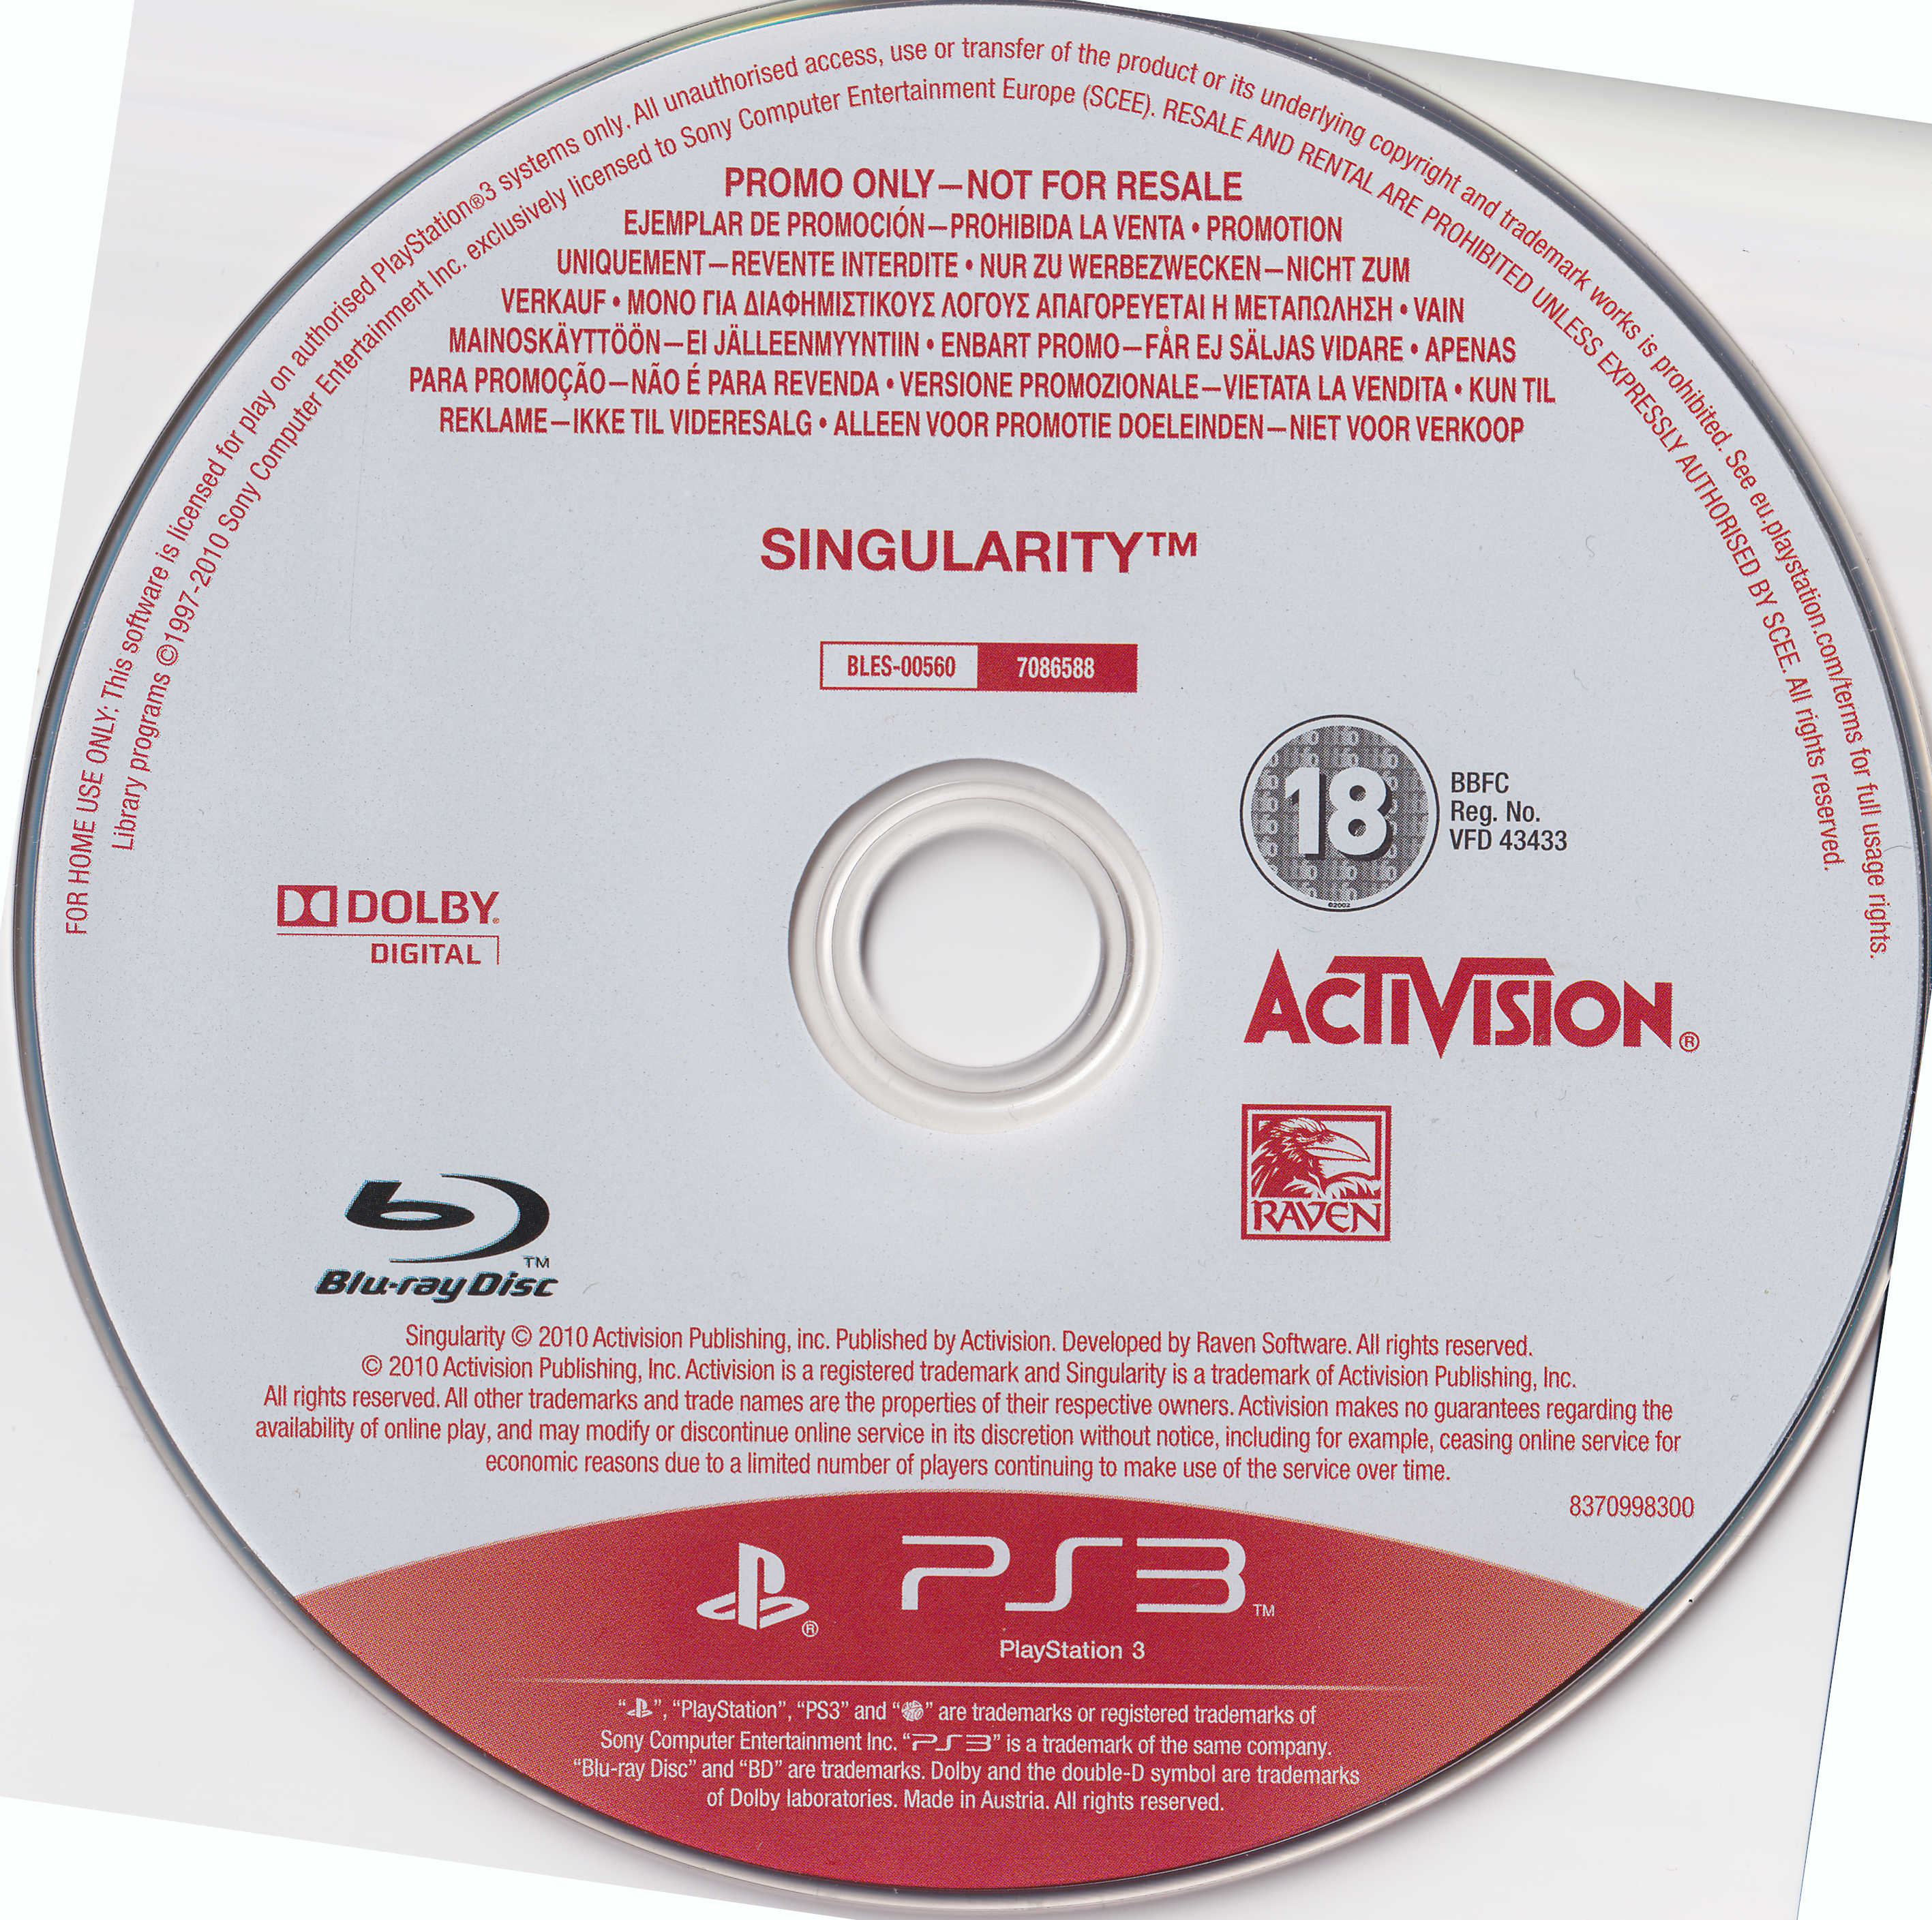 FOR HOME USE ONLY: This software is licensed for play on authorised PlayStation®3 systems only. All unauthorised access, use or transfer of the product or its underlying copyright and trademark works is prohibited. See eu.playstation.com/terms for full usage rights.
Library programs ©1997-2010 Sony Computer Entertainment Inc. exclusively licensed to Sony Computer Entertainment Europe (SCEE). RESALE AND RENTAL ARE PROHIBITED UNLESS EXPRESSLY AUTHORISED BY SCEE. All rights reserved.
PROMO ONLY—NOT FOR RESALE
EJEMPLAR DE PROMOCIÓN—PROHIBIDA LA VENTA • PROMOTION
UNIQUEMENT—REVENTE INTERDITE • NUR ZU WERBEZWECKEN—NICHT ZUM
VERKAUF • ΜΟΝΟ ΓΙΑ ΔΙΑΦΗΜΙΣΤΙΚΟΥΣ ΛΟΓΟΥΣ ΑΠΑΓΟΡΕΥΕΤΑΙ Η ΜΕΤΑΠΩΛΗΣΗ • VAIN
MAINOSKÄYTTÖÖN—EI JÄLLEENMYYNTIIN • ENBART PROMO—FÅR EJ SÄLJAS VIDARE • APENAS
PARA PROMOÇÃO—NÃO É PARA REVENDA • VERSIONE PROMOZIONALE—VIETATA LA VENDITA • KUN TIL
REKLAME—IKKE TIL VIDERESALG • ALLEEN VOOR PROMOTIE DOELEINDEN—NIET VOOR VERKOOP
SINGULARITY™
BLES-00560 7086588
18
©2002
BBFC
Reg. No.
VFD 43433
DOLBY®
DIGITAL
ACTIVISION®
RAVEN
Blu-ray Disc™
Singularity © 2010 Activision Publishing, inc. Published by Activision. Developed by Raven Software. All rights reserved.
© 2010 Activision Publishing, Inc. Activision is a registered trademark and Singularity is a trademark of Activision Publishing, Inc.
All rights reserved. All other trademarks and trade names are the properties of their respective owners. Activision makes no guarantees regarding the
availability of online play, and may modify or discontinue online service in its discretion without notice, including for example, ceasing online service for
economic reasons due to a limited number of players continuing to make use of the service over time.
8370998300
® PS3™
PlayStation 3
“ ”, “PlayStation”, “PS3” and “ ” are trademarks or registered trademarks of
Sony Computer Entertainment Inc. “PS3” is a trademark of the same company.
“Blu-ray Disc” and “BD” are trademarks. Dolby and the double-D symbol are trademarks
of Dolby laboratories. Made in Austria. All rights reserved.